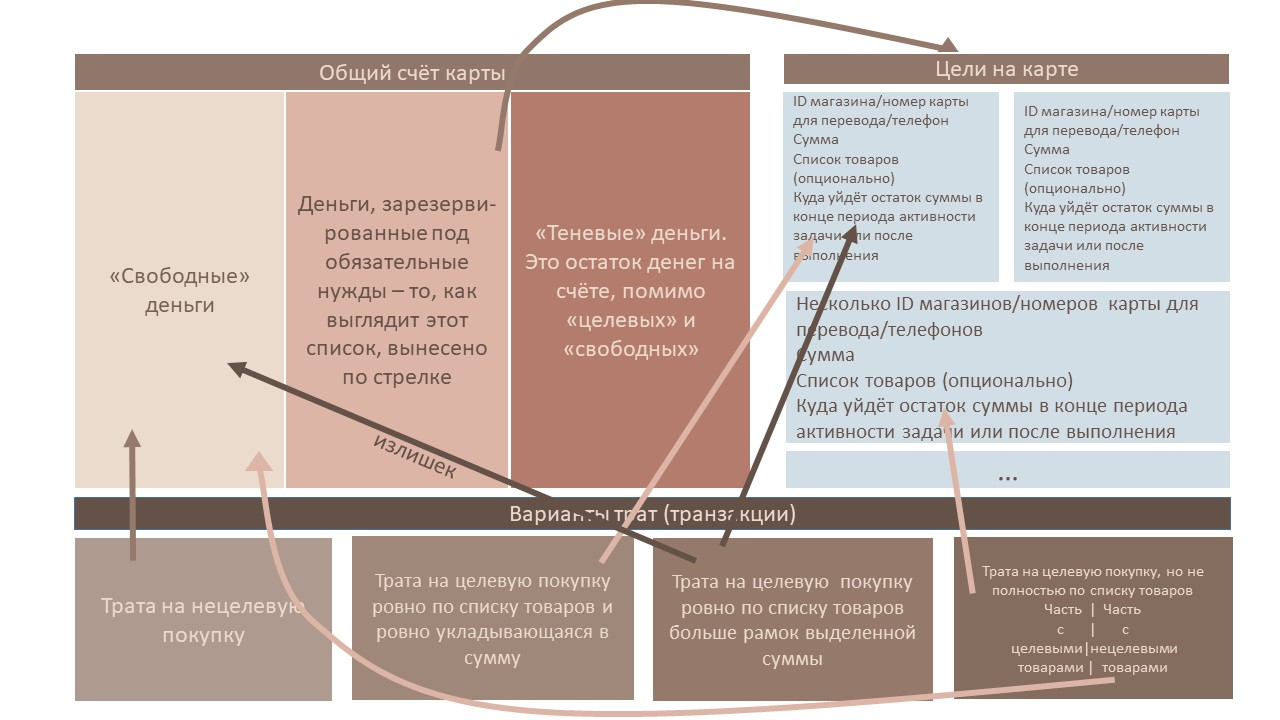 Общий счёт карты
Цели на карте
«Свободные»
деньги
Деньги, зарезерви-
рованные под
обязательные
нужды – то, как
выглядит этот
список, вынесено
по стрелке
«Теневые» деньги.
Это остаток денег на
счёте, помимо
«целевых» и
«свободных»
излишек
ID магазина/номер карты
для перевода/телефон
Сумма
Список товаров
(опционально)
Куда уйдёт остаток суммы в
конце периода активности
задачи или после
выполнения
ID магазина/номер карты
для перевода/телефон
Сумма
Список товаров
(опционально)
Куда уйдёт остаток суммы в
конце периода активности
задачи или после
выполнения
Несколько ID магазинов/номеров карты для
перевода/телефонов
Сумма
Список товаров (опционально)
Куда уйдёт остаток суммы в конце периода
активности задачи или после выполнения
...
Варианты трат (транзакции)
Трата на нецелевую
покупку
Трата на целевую покупку
ровно по списку товаров и
ровно укладывающаяся в
сумму
Трата на целевую покупку
ровно по списку товаров
больше рамок выделенной
суммы
Трата на целевую покупку, но не
полностью по списку товаров
Часть | Часть
с | с
целевыми|нецелевыми
товарами | товарами